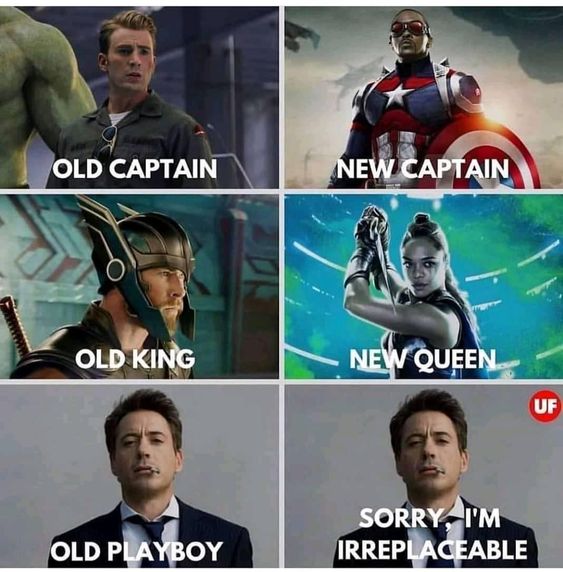 OLD CAPTAIN
NEW CAPTAIN
OLD KING
NEW QUEEN
UF
OLD PLAYBOY
SORRY, I'M
IRREPLACEABLE